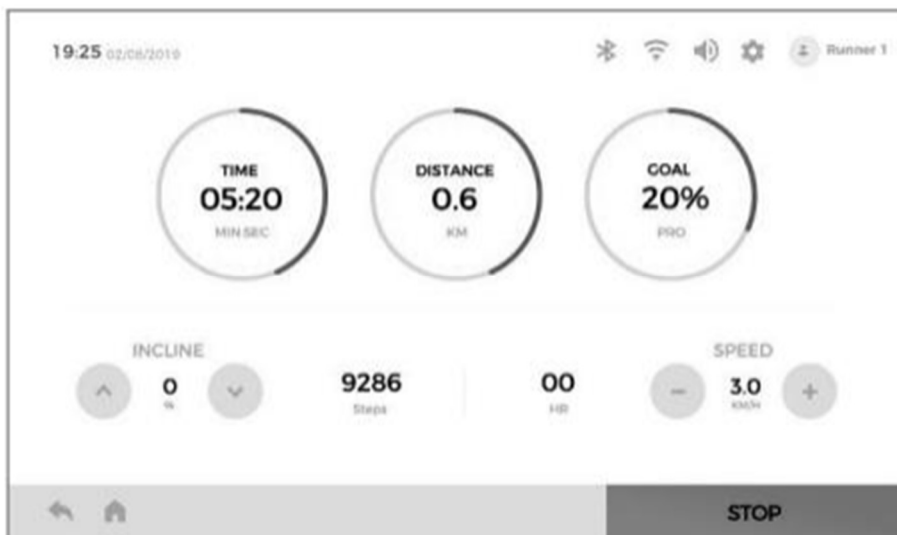 19:25 02/08/2019
Runner 1
TIME
05:20
MIN SEC
DISTANCE
0.6
KM
GOAL
20%
PRO
INCLINE
0
%
9286
Steps
00
HR
SPEED
3.0
KM/H
STOP